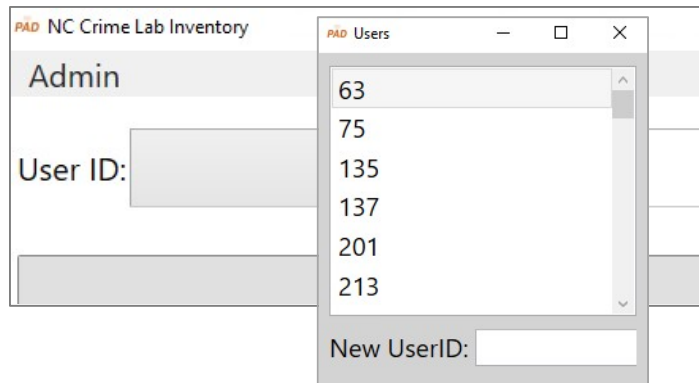 PAD NC Crime Lab Inventory
Admin
User ID:
PAD Users
63
75
135
137
201
213
New UserID: